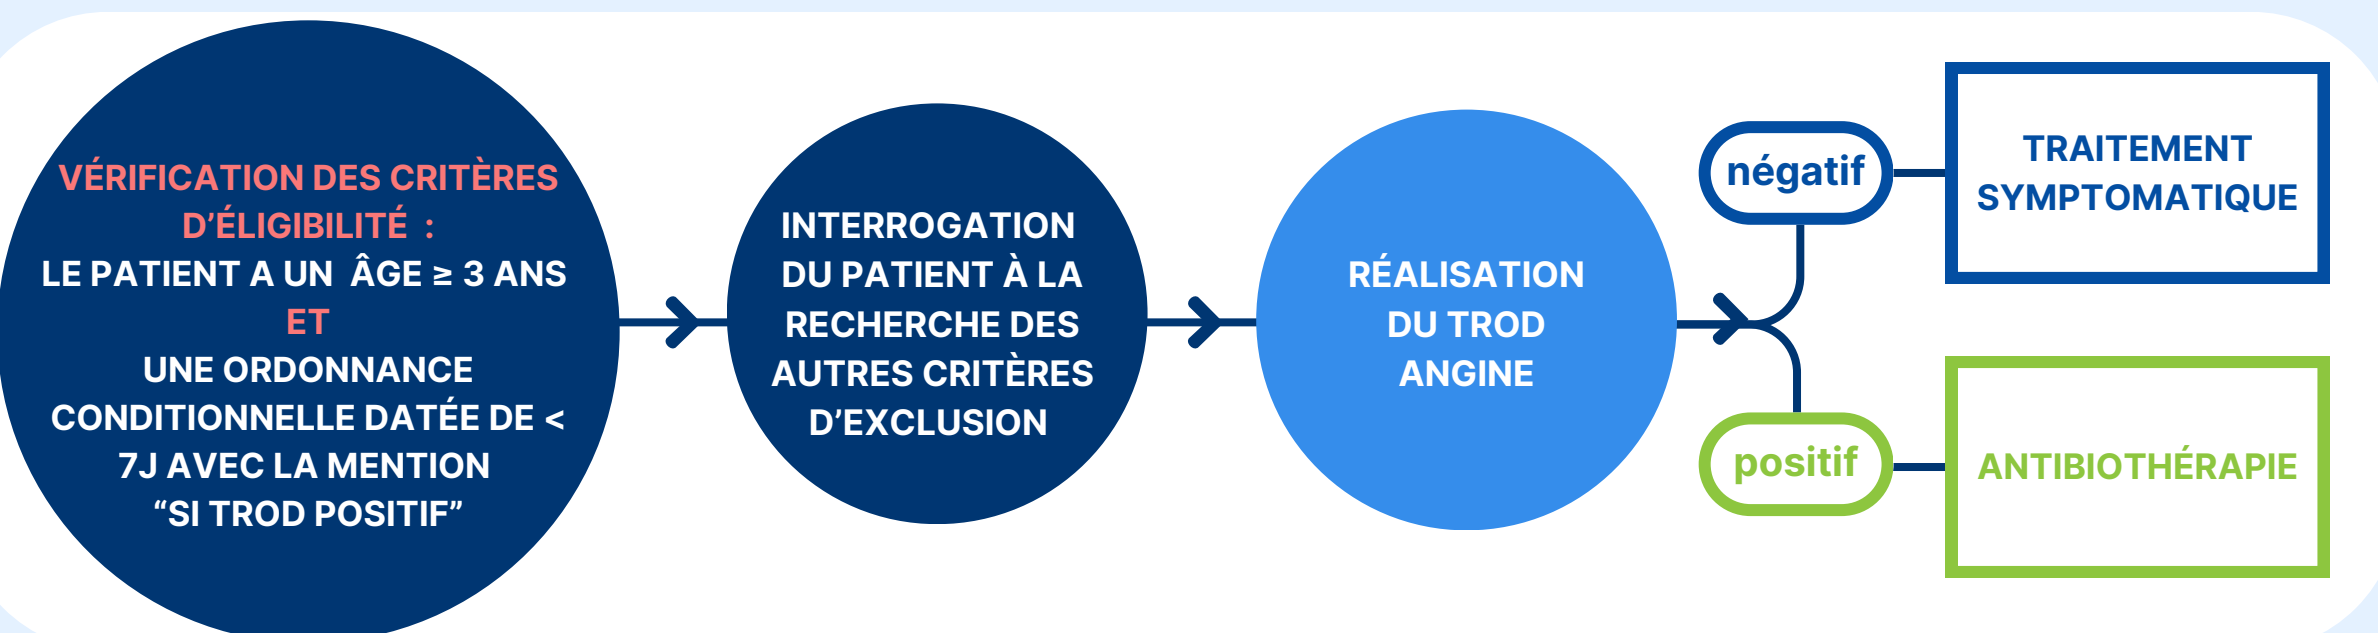 VÉRIFICATION DES CRITÈRES
D’ÉLIGIBILITÉ :
LE PATIENT A UN ÂGE ≥ 3 ANS
ET
UNE ORDONNANCE
CONDITIONNELLE DATÉE DE <
7J AVEC LA MENTION
“SI TROD POSITIF”
INTERROGATION
DU PATIENT À LA
RECHERCHE DES
AUTRES CRITÈRES
D’EXCLUSION
RÉALISATION
DU TROD
ANGINE
négatif
TRAITEMENT
SYMPTOMATIQUE
positif
ANTIBIOTHÉRAPIE